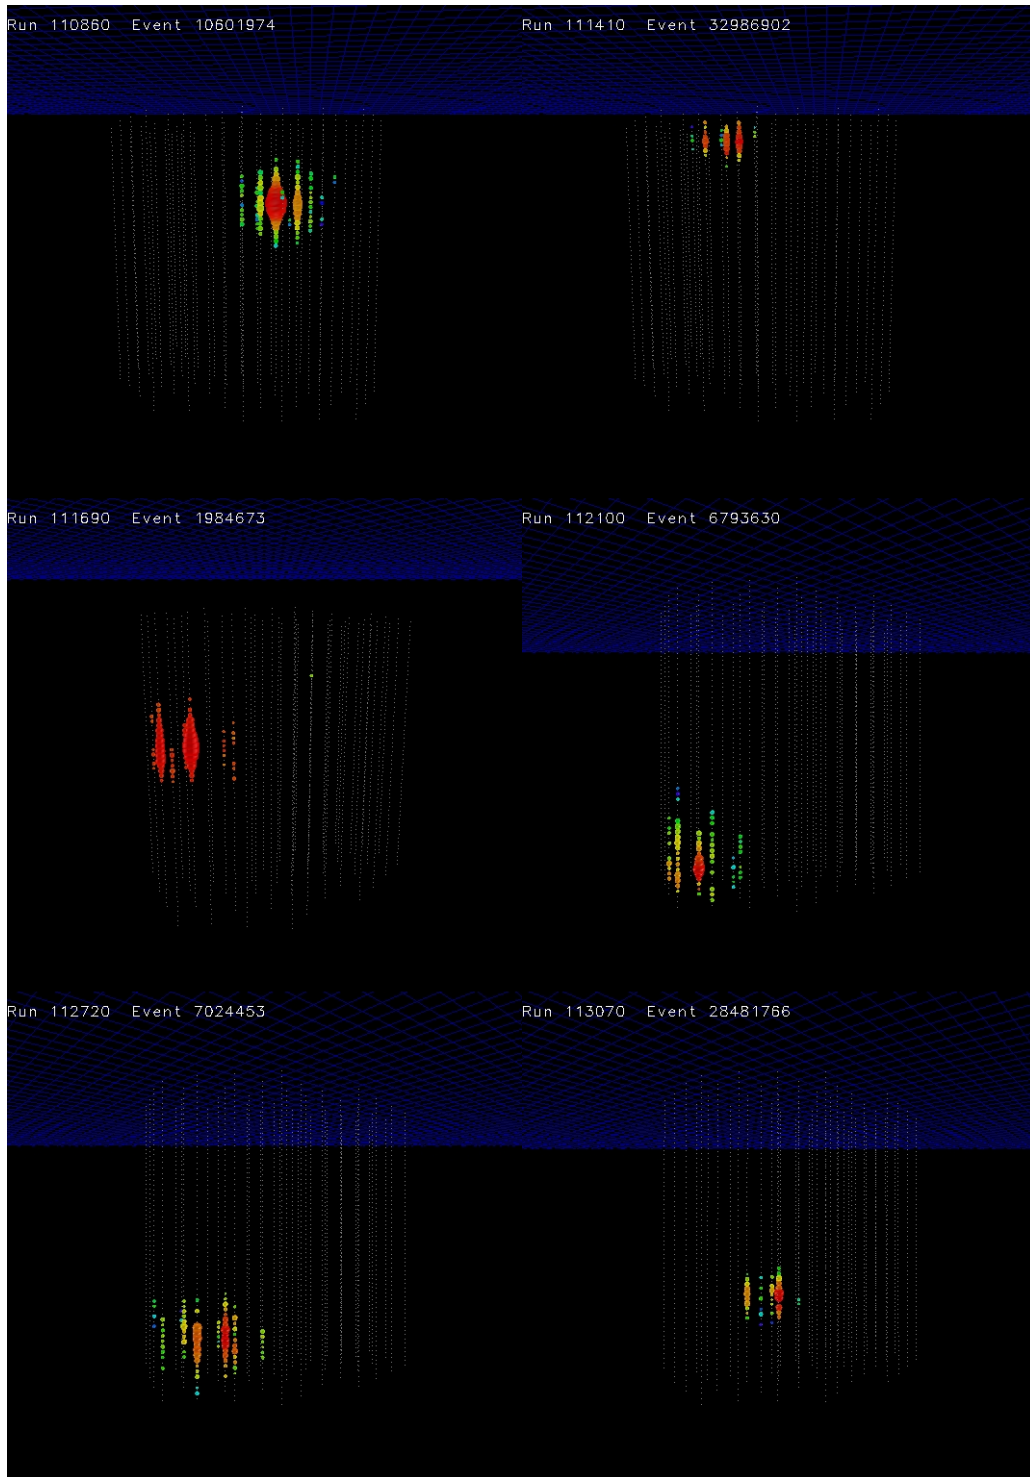 Run 110860  Event 10601974
Run 111410  Event 32986902
Run 111690  Event 1984673
Run 112100  Event 6793630
Run 112720  Event 7024453
Run 113070  Event 28481766